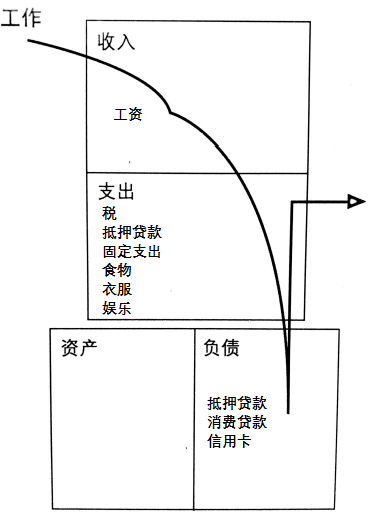 工作
收入
工资
支出
税
抵押贷款
固定支出
食物
衣服
娱乐
资产
负债
抵押贷款
消费贷款
信用卡